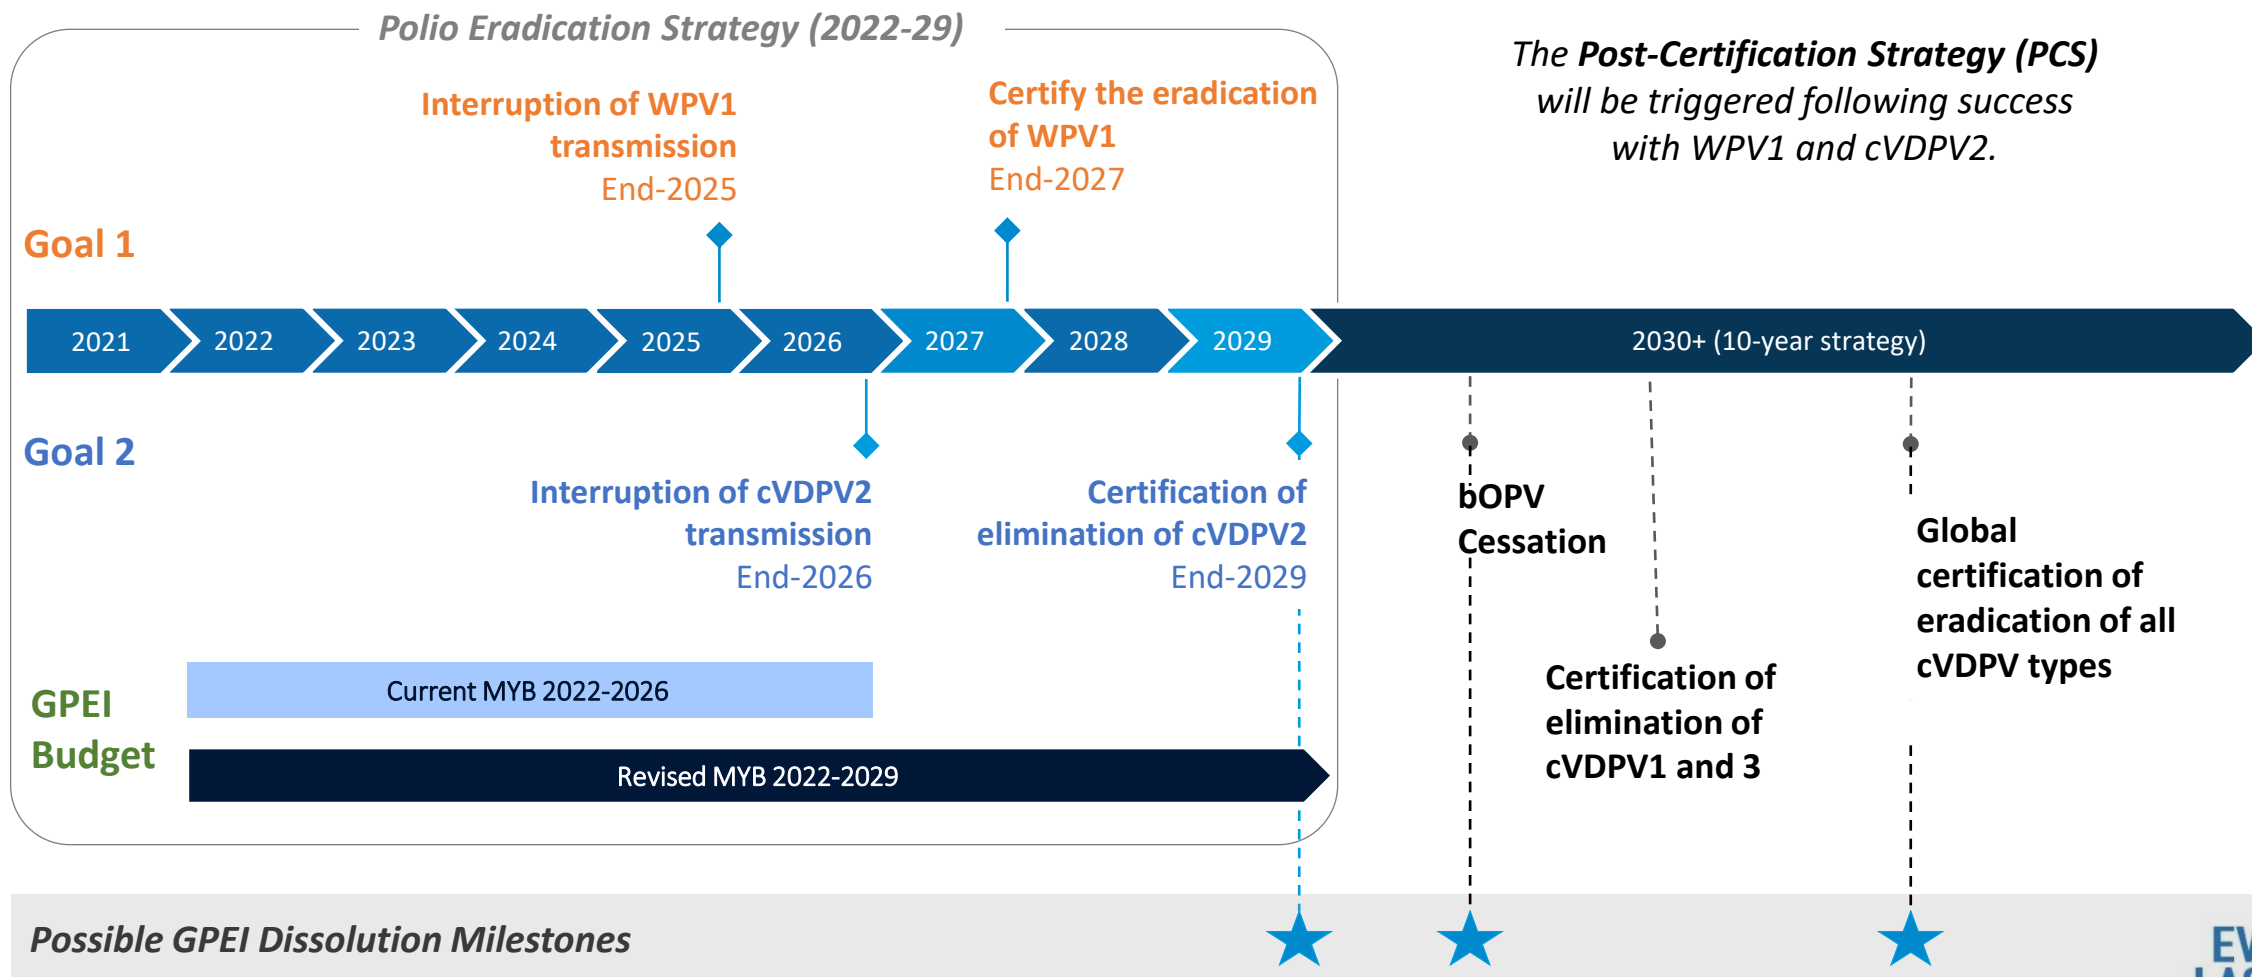 Polio Eradication Strategy (2022-29)
The Post-Certification Strategy (PCS)
will be triggered following success
with WPV1 and cVDPV2.
Interruption of WPV1
transmission
End-2025
Certify the eradication
of WPV1
End-2027
Goal 1
2021
2022
2023
2024
2025
2026
2027
2028
2029
2030+ (10-year strategy)
Goal 2
Interruption of cVDPV2
transmission
End-2026
Certification of
elimination of cVDPV2
End-2029
bOPV
Cessation
Global
certification of
eradication of all
cVDPV types
Certification of
elimination of
cVDPV1 and 3
GPEI
Budget
Current MYB 2022-2026
Revised MYB 2022-2029
Possible GPEI Dissolution Milestones